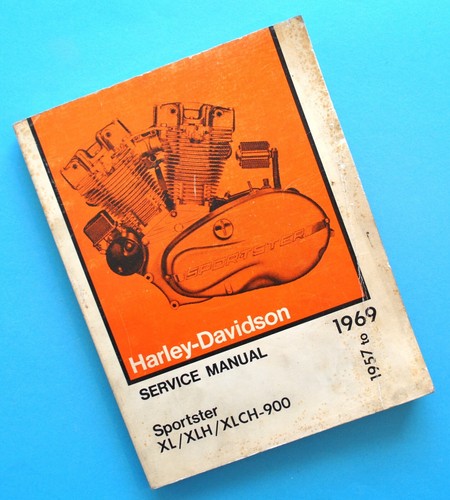 SPORTSTER
Harley-Davidson
SERVICE MANUAL
1957 to 1969
Sportster
XL/XLH/XLCH-900